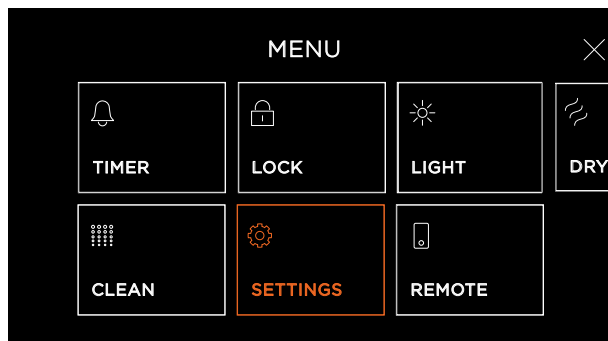 MENU
TIMER
LOCK
LIGHT
DRY
CLEAN
SETTINGS
REMOTE